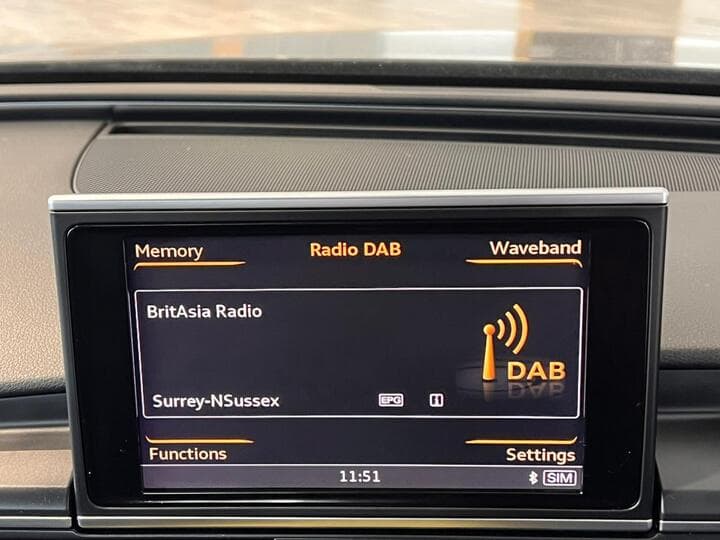 Memory Radio DAB Waveband
BritAsia Radio
DAB
Surrey-NSussex EPG i
Functions Settings
11:51 SIM